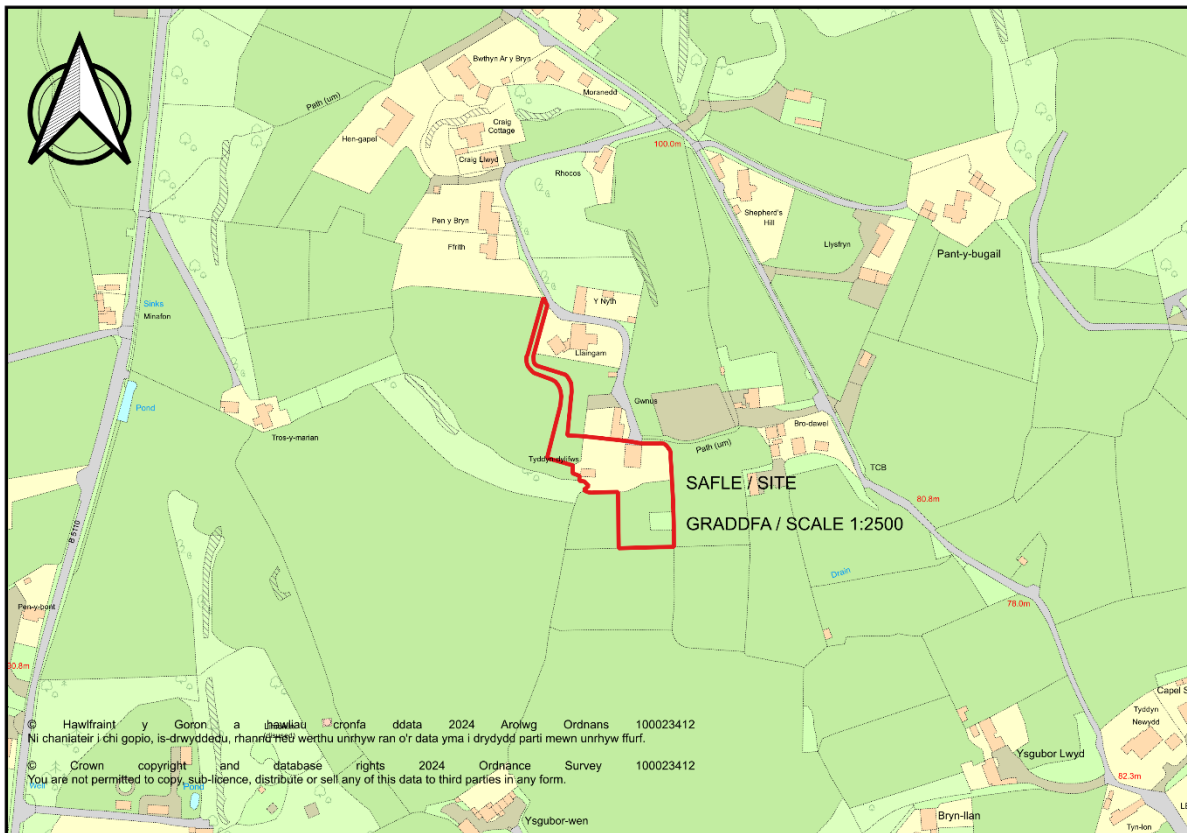 Bwthyn Ar y Bryn
Moranedd
Path (um)
Craig
Cottage
Hen-gapel
100.0m
Craig Llwyd
Rhocos
Shepherd's
Hill
Pen y Bryn
Llysfryn
Ffrith
Pant-y-bugail
Y Nyth
Sinks
Minafon
Llaingarn
Gwnus
Pond
Bro-dawel
Tros-y-marian
Path (um)
Tyddyn-dylifws
TCB
SAFLE / SITE
80.8m
GRADDFA / SCALE 1:2500
B 5110
Drain
Pen-y-bont
78.0m
Capel S
Tyddyn
Newydd
© Hawlfraint y Goron a hawliau cronfa ddata 2024 Arolwg Ordnans 100023412
Ni chaniateir i chi gopio, is-drwyddedu, rhannu neu werthu unrhyw ran o'r data yma i drydydd parti mewn unrhyw ffurf.
Ysgubor Lwyd
© Crown copyright and database rights 2024 Ordnance Survey 100023412
You are not permitted to copy, sub-licence, distribute or sell any of this data to third parties in any form.
82.3m
Well
Pond
Ysgubor-wen
Bryn-llan
Tyn-lon